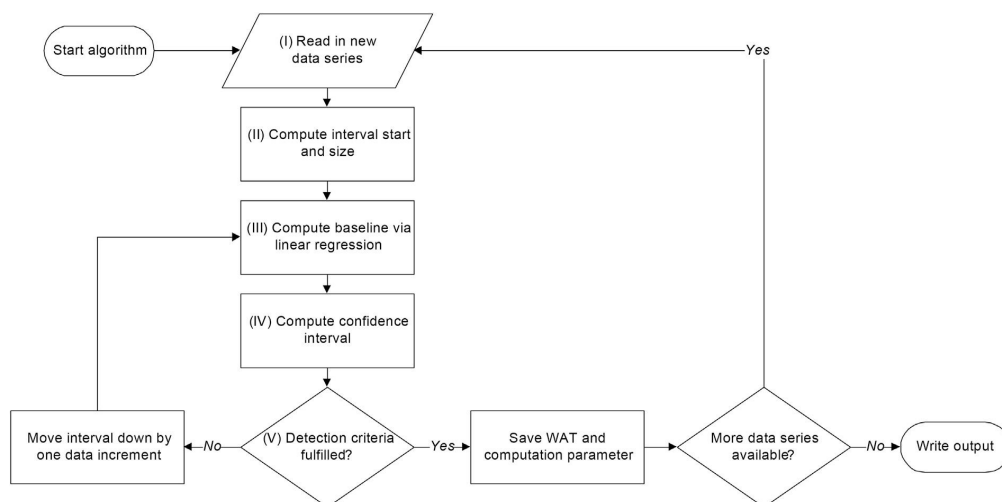 Start algorithm
(I) Read in new
data series
Yes
(II) Compute interval start
and size
(III) Compute baseline via
linear regression
(IV) Compute confidence
interval
Move interval down by
one data increment
No
(V) Detection criteria
fulfilled?
Yes
Save WAT and
computation parameter
More data series
available?
No
Write output